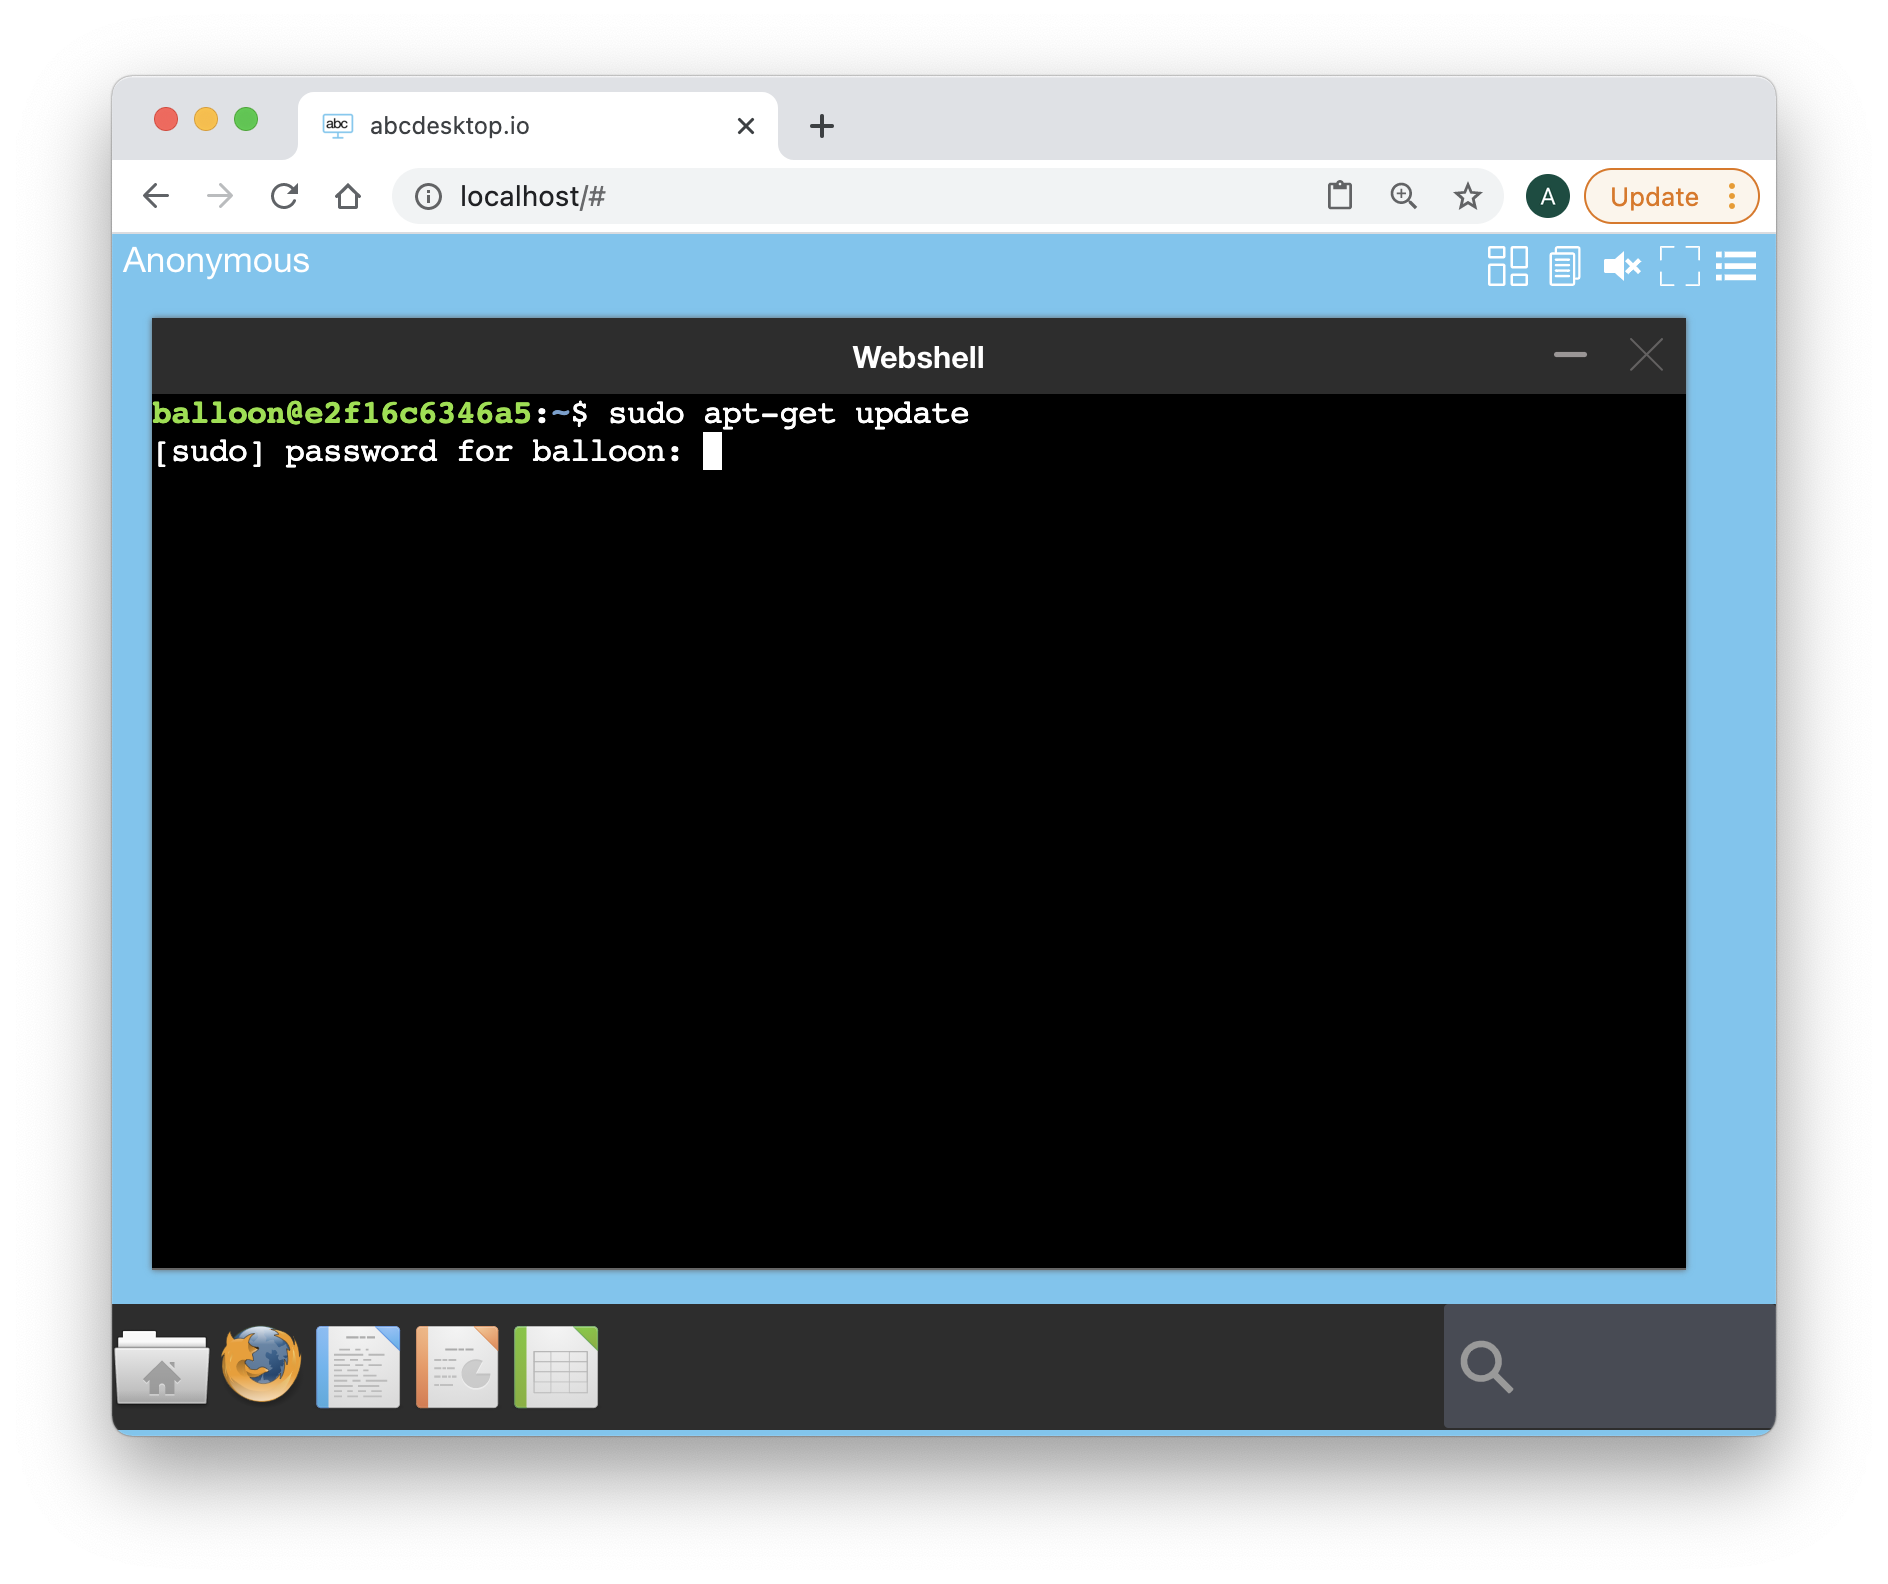 abc
abcdesktop.io
localhost/#
A
Update
Anonymous
Webshell
balloon@e2f16c6346a5:~$ sudo apt-get update
[sudo] password for balloon: